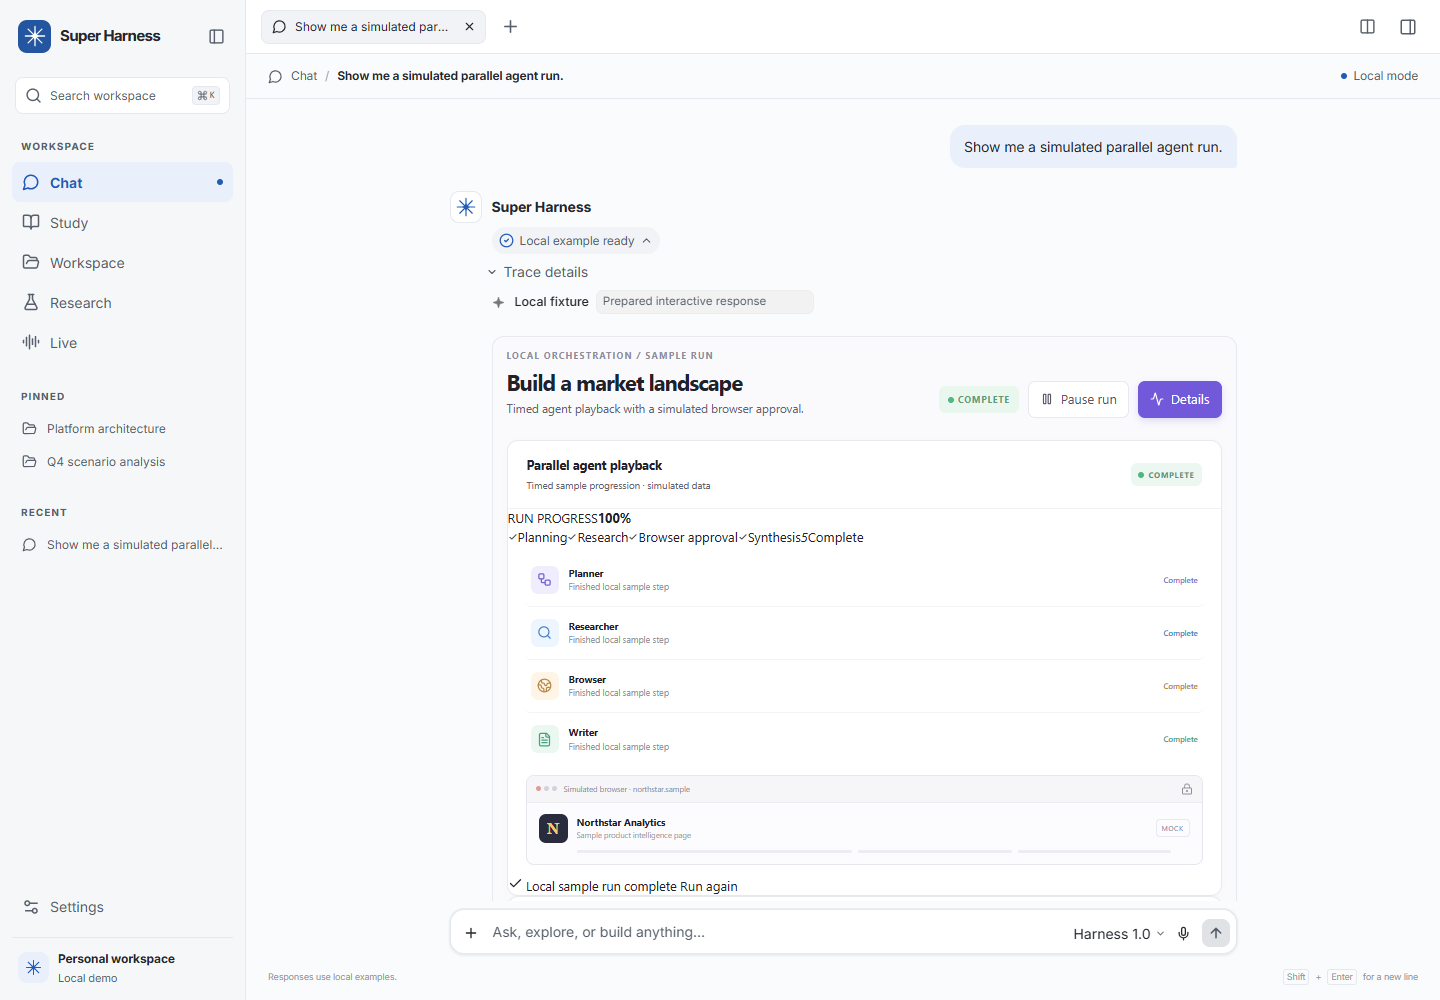 Super Harness
Search workspace
⌘K
WORKSPACE
Chat
Study
Workspace
Research
Live
PINNED
Platform architecture
Q4 scenario analysis
RECENT
Show me a simulated parallel...
Settings
Personal workspace
Local demo
Show me a simulated par...
Chat / Show me a simulated parallel agent run.
Local mode
Show me a simulated parallel agent run.
Super Harness
Local example ready
Trace details
Local fixture Prepared interactive response
LOCAL ORCHESTRATION / SAMPLE RUN
Build a market landscape
Timed agent playback with a simulated browser approval.
COMPLETE
Pause run
Details
Parallel agent playback
Timed sample progression · simulated data
COMPLETE
RUN PROGRESS100%
✓Planning✓Research✓Browser approval✓Synthesis5Complete
Planner
Finished local sample step
Complete
Researcher
Finished local sample step
Complete
Browser
Finished local sample step
Complete
Writer
Finished local sample step
Complete
Simulated browser · northstar.sample
N
Northstar Analytics
Sample product intelligence page
MOCK
Local sample run complete Run again
Ask, explore, or build anything...
Harness 1.0
Responses use local examples.
Shift + Enter for a new line